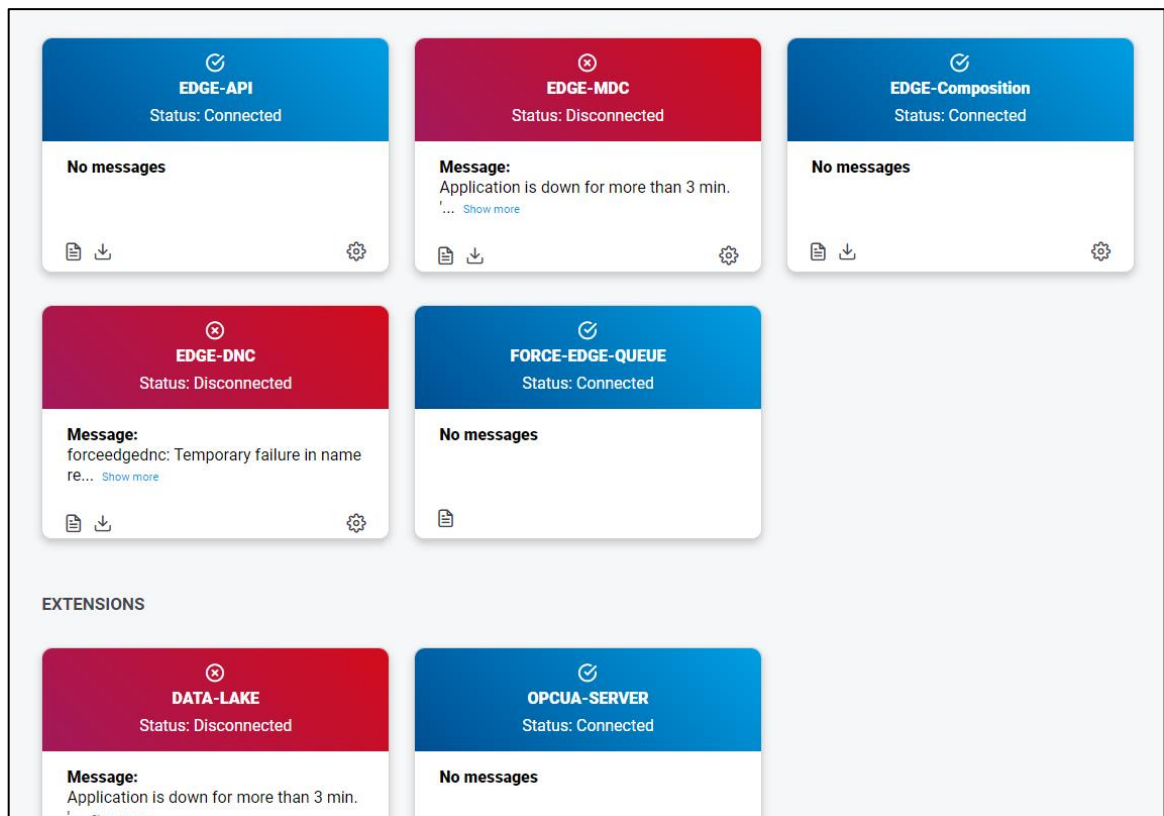 EDGE-API
Status: Connected
No messages
EDGE-MDC
Status: Disconnected
Message:
Application is down for more than 3 min.
'... Show more
EDGE-Composition
Status: Connected
No messages
EDGE-DNC
Status: Disconnected
Message:
forceedgednc: Temporary failure in name
re... Show more
FORCE-EDGE-QUEUE
Status: Connected
No messages
EXTENSIONS
DATA-LAKE
Status: Disconnected
Message:
Application is down for more than 3 min.
OPCUA-SERVER
Status: Connected
No messages